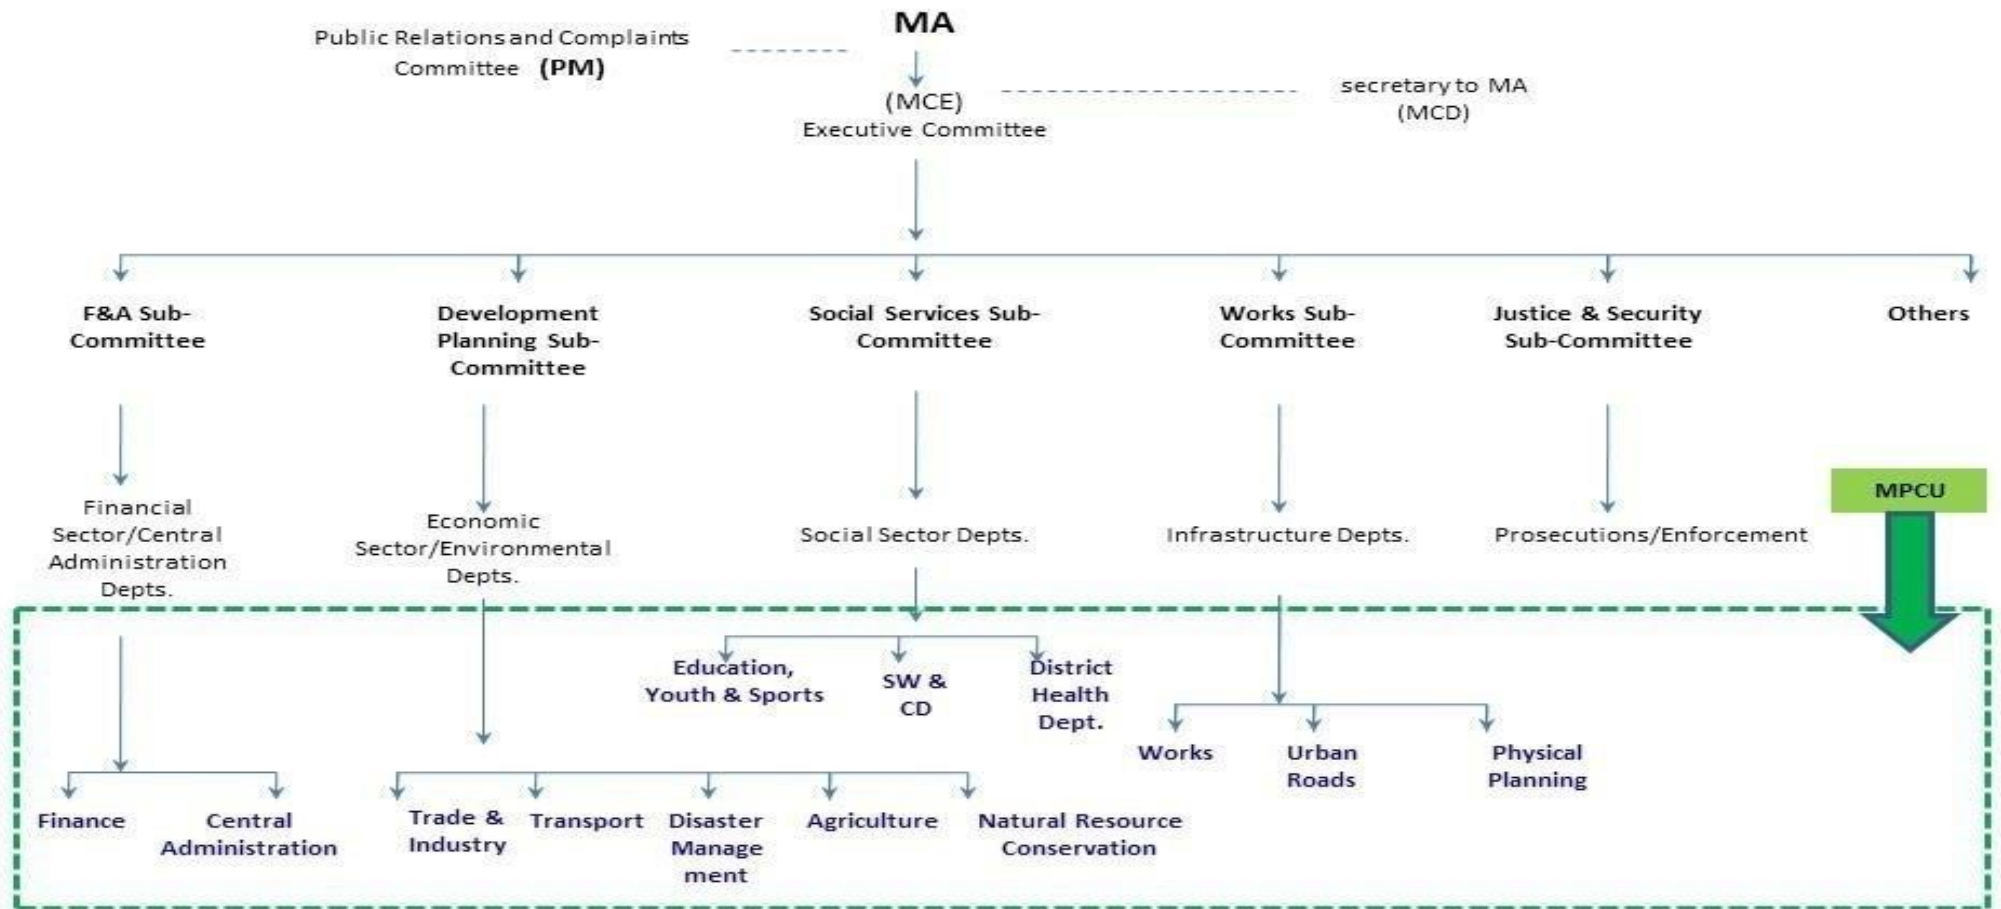 MA
Public Relations and Complaints
Committee (PM)
(MCE)
Executive Committee
secretary to MA
(MCD)
F&A Sub-
Committee
Development
Planning Sub-
Committee
Social Services Sub-
Committee
Works Sub-
Committee
Justice & Security
Sub-Committee
Others
Financial
Sector/Central
Administration
Depts.
Economic
Sector/Environmental
Depts.
Social Sector Depts.
Infrastructure Depts.
Prosecutions/Enforcement
MPCU
Education,
Youth & Sports
SW &
CD
District
Health
Dept.
Works
Urban
Roads
Physical
Planning
Finance
Central
Administration
Trade &
Industry
Transport
Disaster
Manage
ment
Agriculture
Natural Resource
Conservation